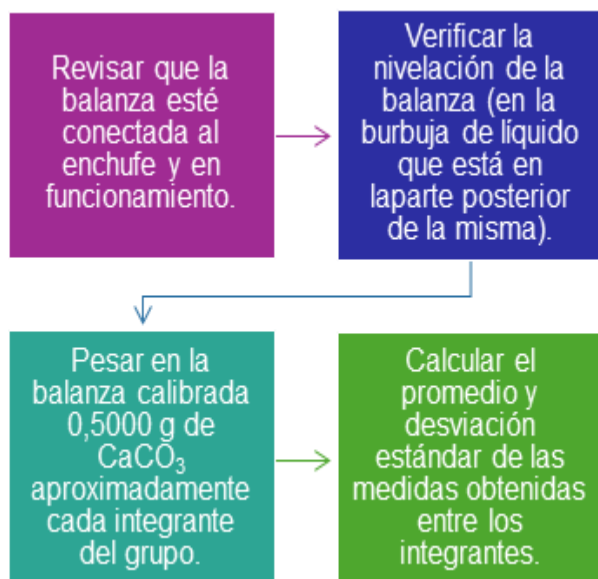 Revisar que la
balanza esté
conectada al
enchufe y en
funcionamiento.
Verificar la
nivelación de la
balanza (en la
burbuja de líquido
que está en
laparte posterior
de la misma).
Pesar en la
balanza calibrada
0,5000 g de
CaCO₃
aproximadamente
cada integrante
del grupo.
Calcular el
promedio y
desviación
estándar de las
medidas obtenidas
entre los
integrantes.